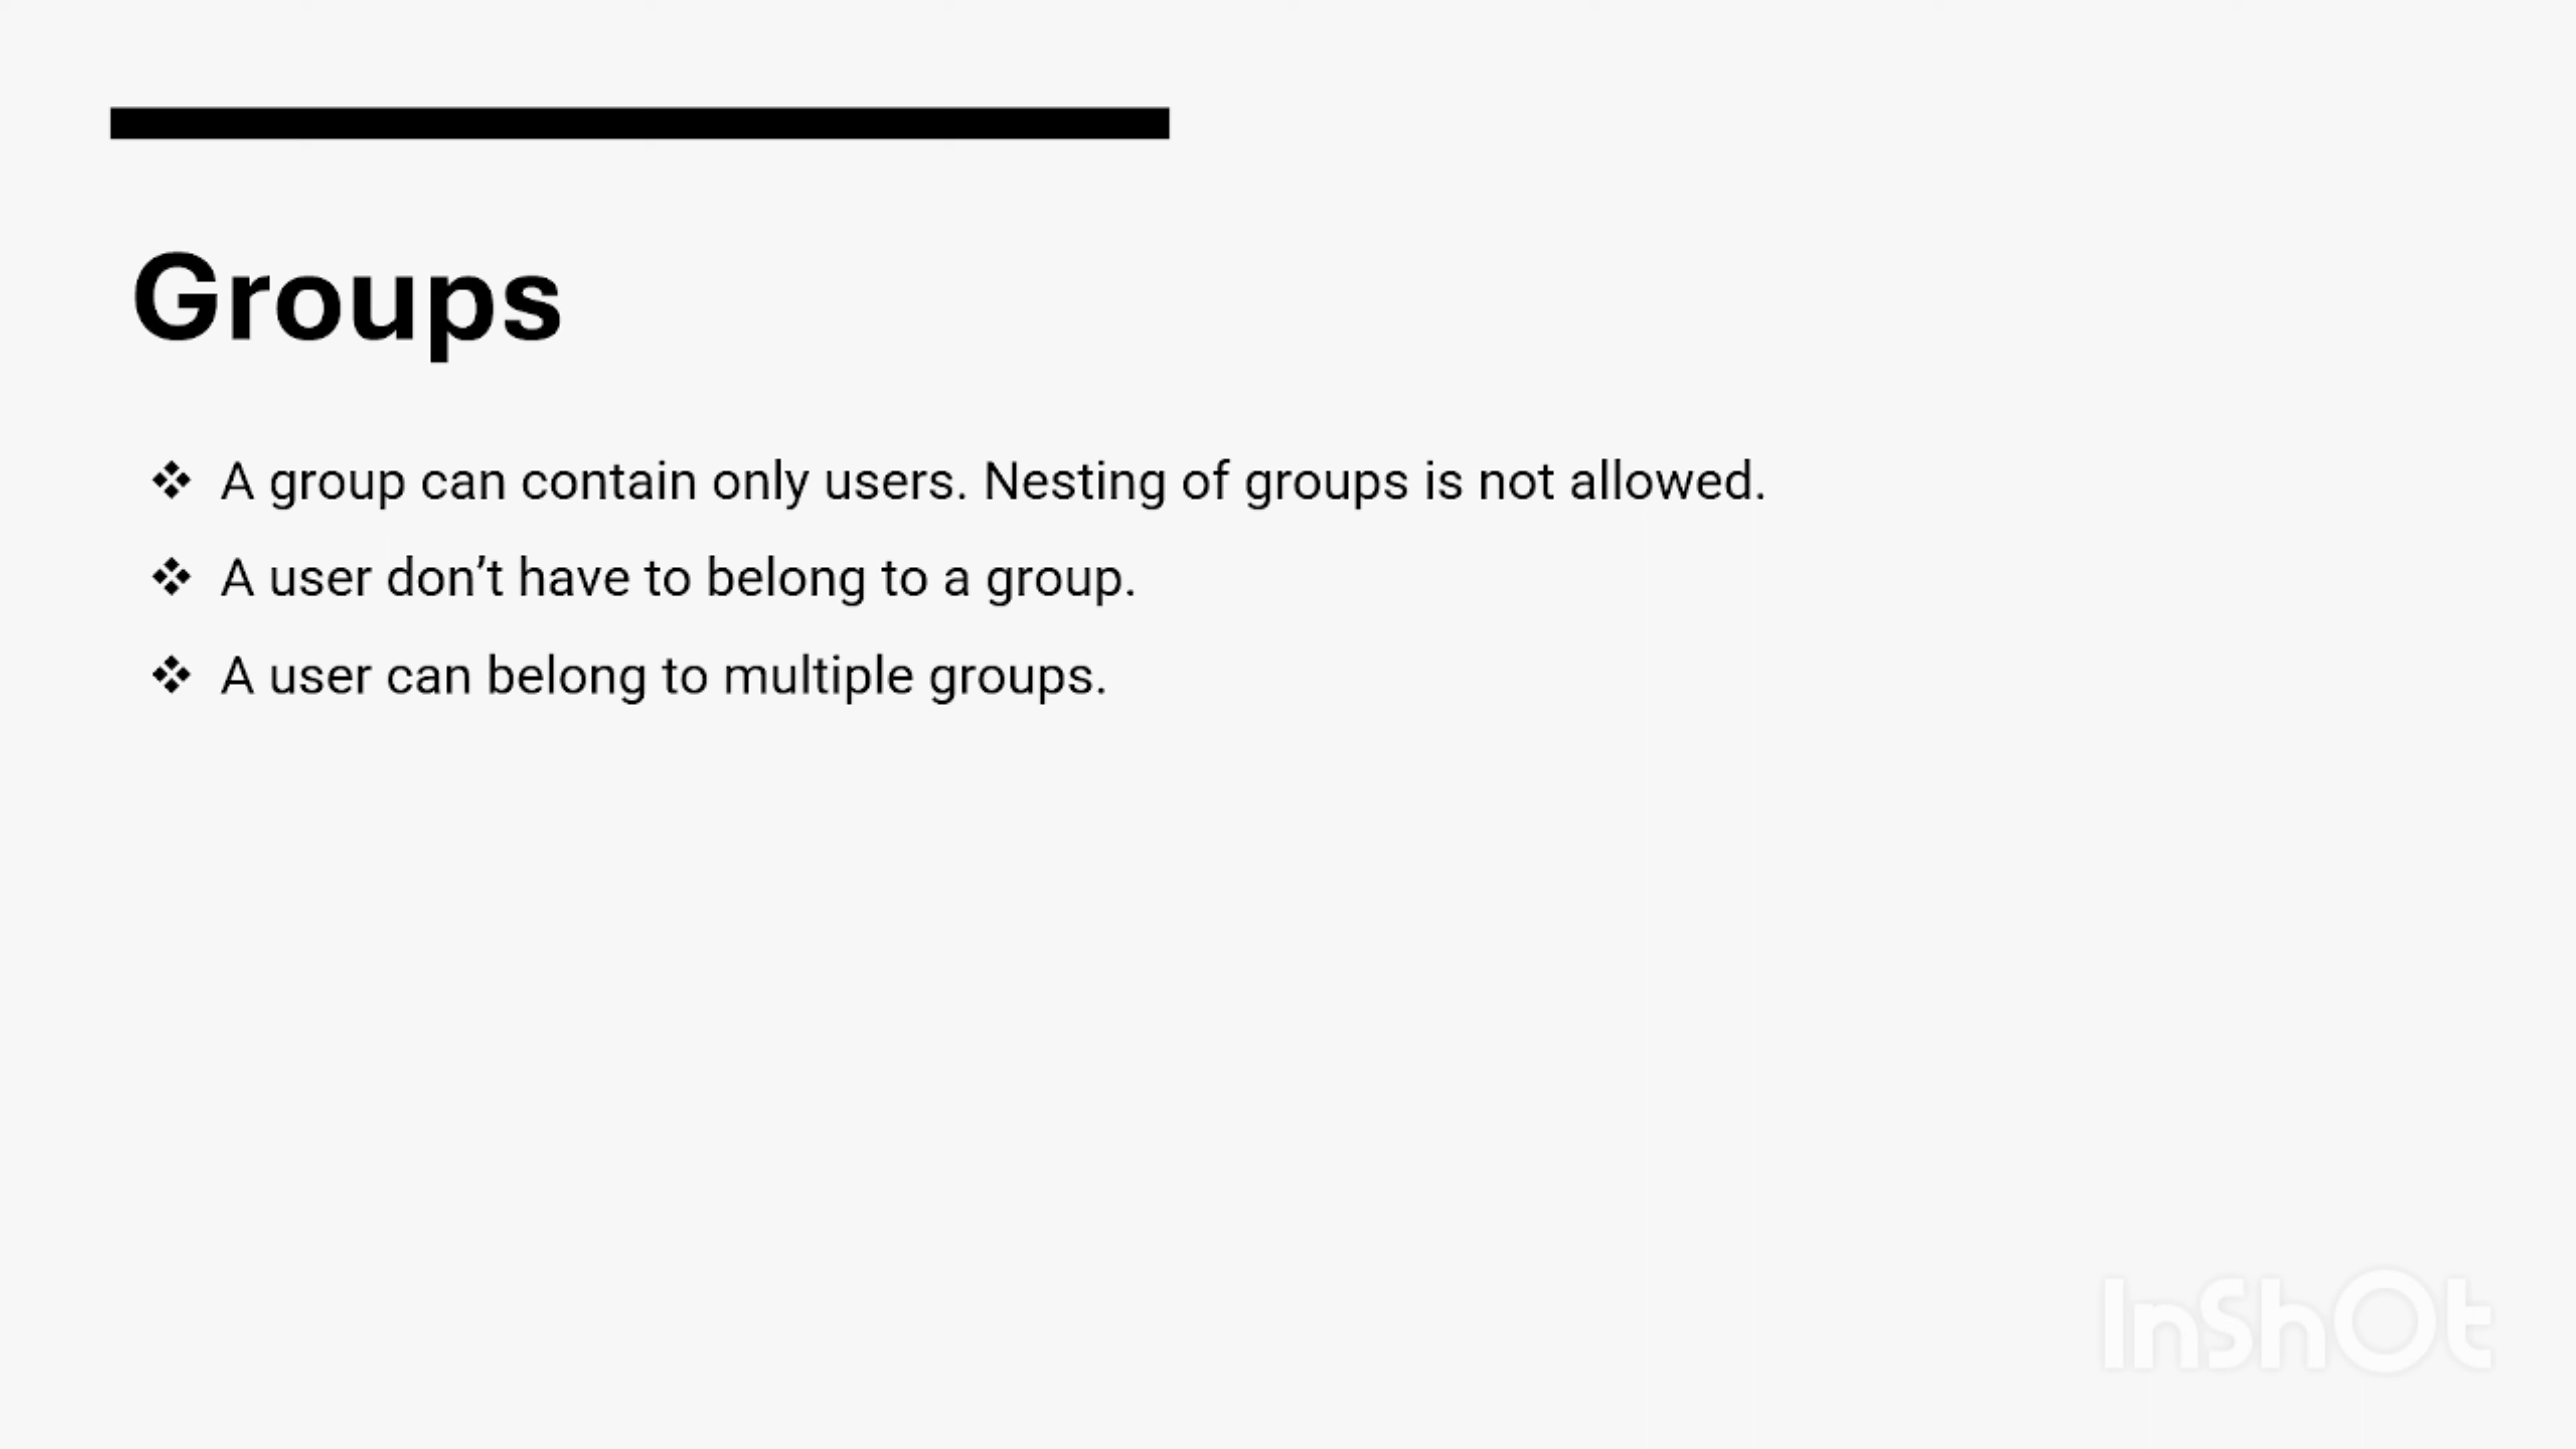 Groups
❖ A group can contain only users. Nesting of groups is not allowed.
❖ A user don’t have to belong to a group.
❖ A user can belong to multiple groups.
InShOt